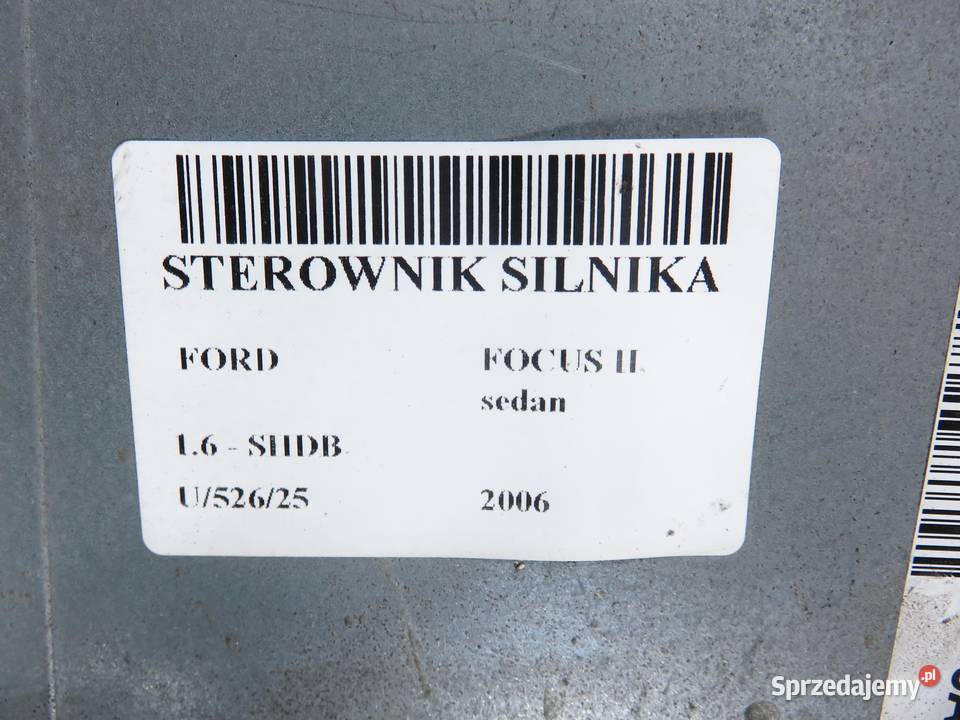 STEROWNIK SILNIKA
FORD FOCUS II,
sedan
1.6 - SHDB
U/526/25 2006
Sprzedajemy.pl